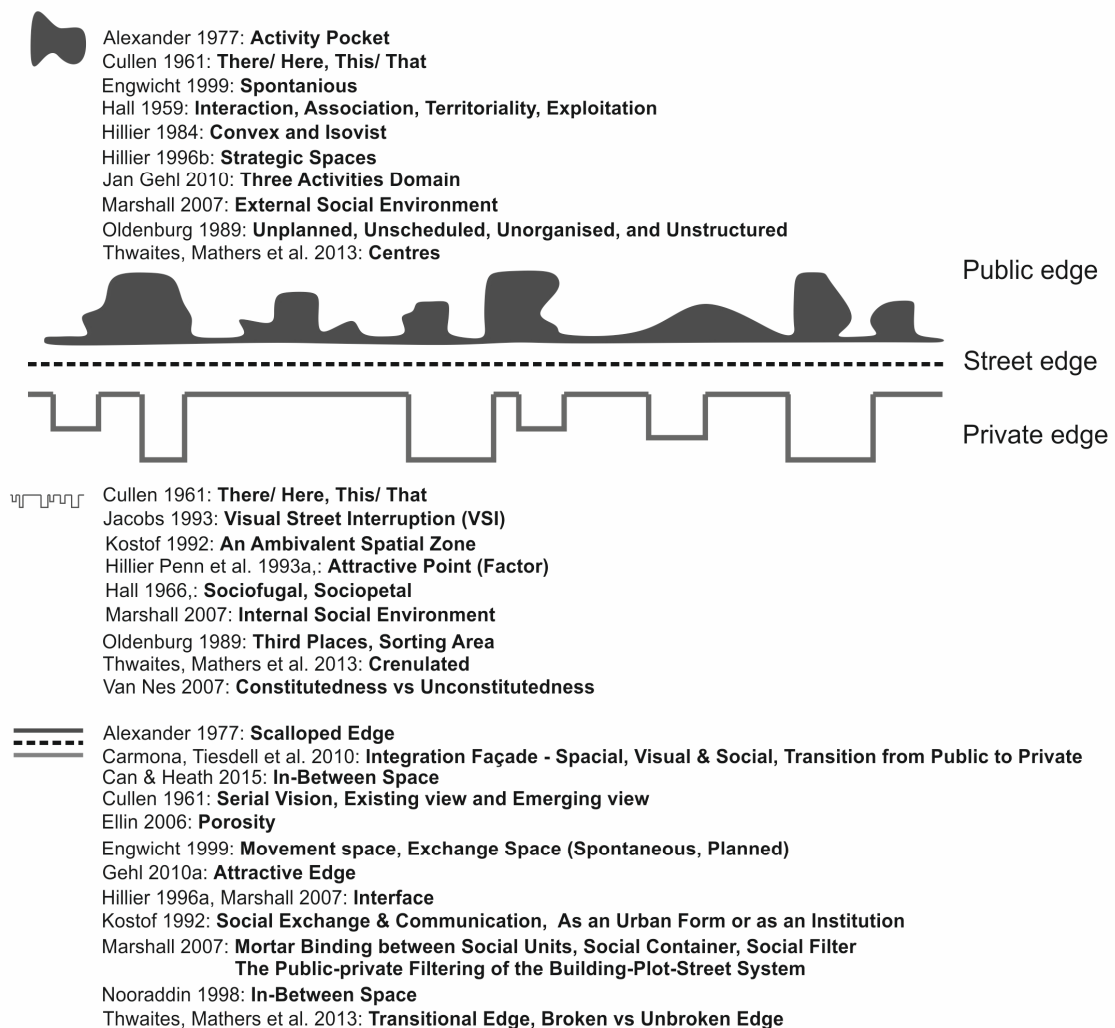 Alexander 1977: Activity Pocket
Cullen 1961: There/ Here, This/ That
Engwicht 1999: Spontanious
Hall 1959: Interaction, Association, Territoriality, Exploitation
Hillier 1984: Convex and Isovist
Hillier 1996b: Strategic Spaces
Jan Gehl 2010: Three Activities Domain
Marshall 2007: External Social Environment
Oldenburg 1989: Unplanned, Unscheduled, Unorganised, and Unstructured
Thwaites, Mathers et al. 2013: Centres
Public edge
Street edge
Private edge
Cullen 1961: There/ Here, This/ That
Jacobs 1993: Visual Street Interruption (VSI)
Kostof 1992: An Ambivalent Spatial Zone
Hillier Penn et al. 1993a,: Attractive Point (Factor)
Hall 1966,: Sociofugal, Sociopetal
Marshall 2007: Internal Social Environment
Oldenburg 1989: Third Places, Sorting Area
Thwaites, Mathers et al. 2013: Crenulated
Van Nes 2007: Constitutedness vs Unconstitutedness
Alexander 1977: Scalloped Edge
Carmona, Tiesdell et al. 2010: Integration Façade - Spacial, Visual & Social, Transition from Public to Private
Can & Heath 2015: In-Between Space
Cullen 1961: Serial Vision, Existing view and Emerging view
Ellin 2006: Porosity
Engwicht 1999: Movement space, Exchange Space (Spontaneous, Planned)
Gehl 2010a: Attractive Edge
Hillier 1996a, Marshall 2007: Interface
Kostof 1992: Social Exchange & Communication, As an Urban Form or as an Institution
Marshall 2007: Mortar Binding between Social Units, Social Container, Social Filter
The Public-private Filtering of the Building-Plot-Street System
Nooraddin 1998: In-Between Space
Thwaites, Mathers et al. 2013: Transitional Edge, Broken vs Unbroken Edge